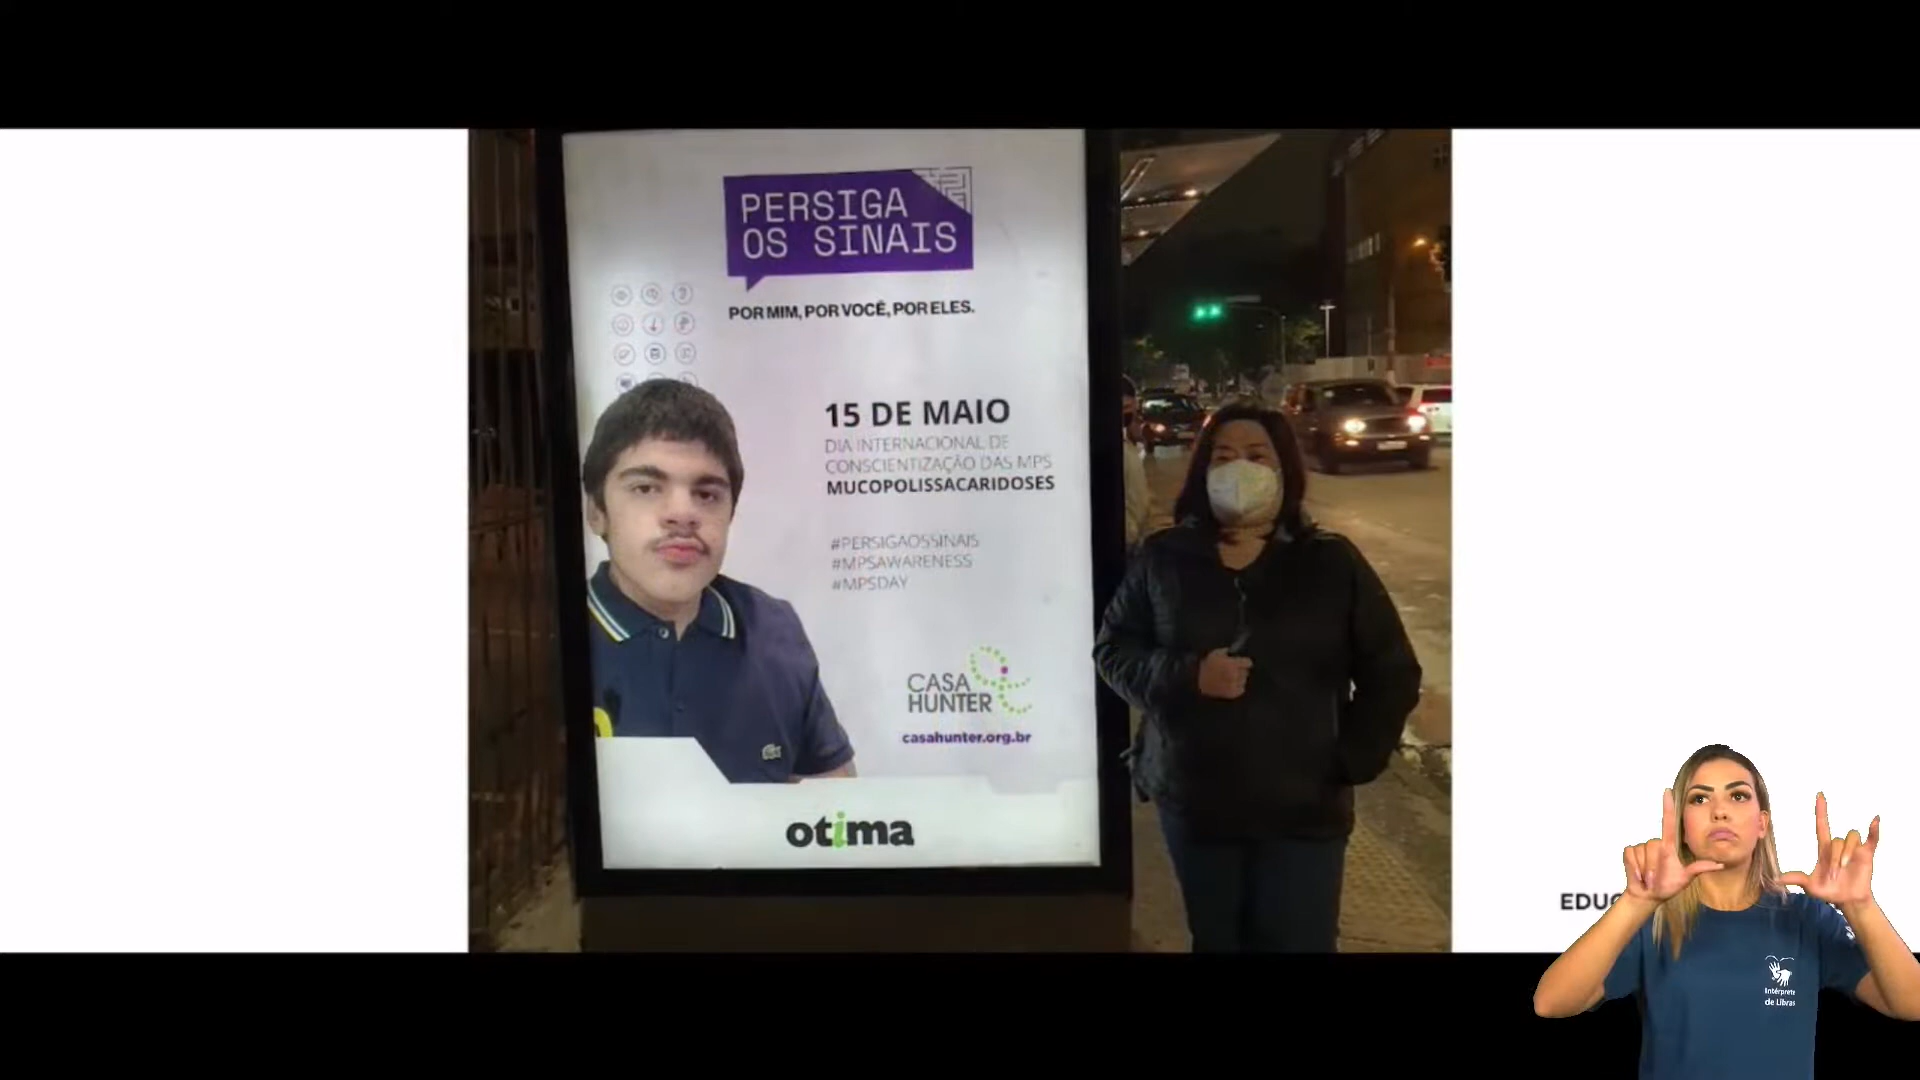 PERSIGA
OS SINAIS
POR MIM, POR VOCÊ, POR ELES.
15 DE MAIO
DIA INTERNACIONAL DE
CONSCIENTIZAÇÃO DAS MPS
MUCOPOLISSACARIDOSES
#PERSIGAOSSINAIS
#MPSAWARENESS
#MPSDAY
CASA
HUNTER
casahunter.org.br
otima
Intérprete
de Libras